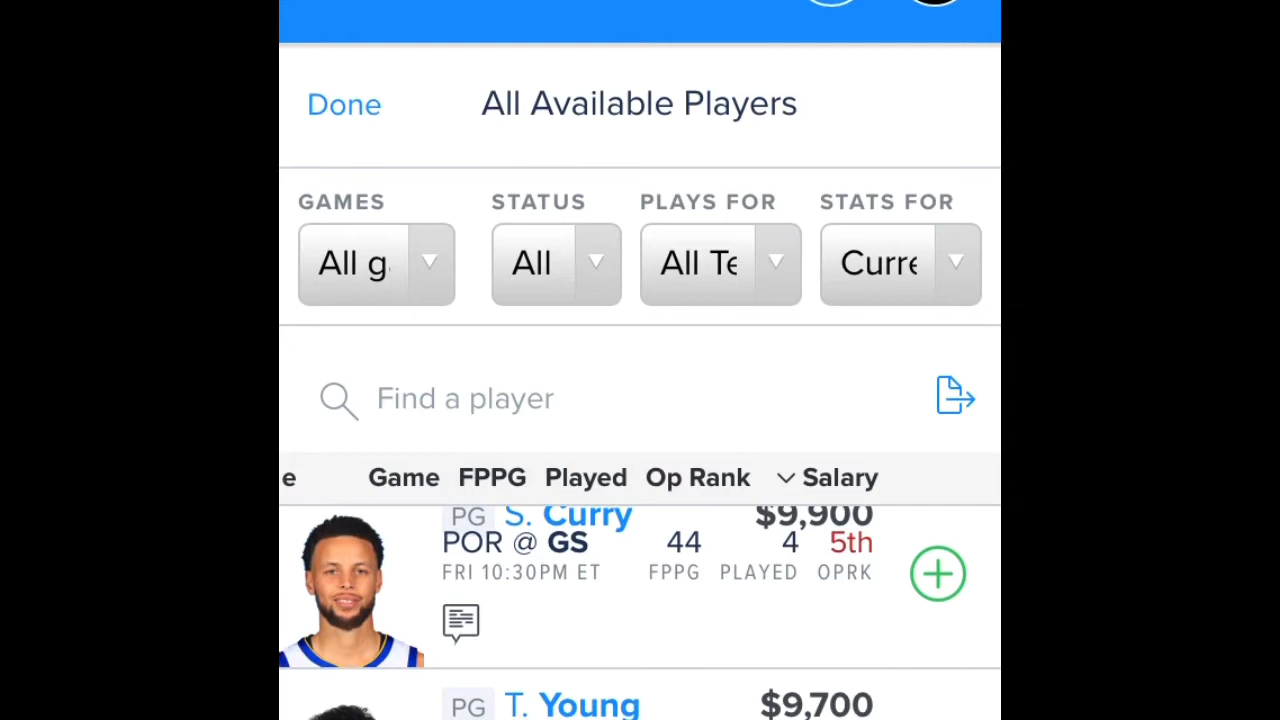 Done All Available Players
GAMES STATUS PLAYS FOR STATS FOR
All g All All Te Curre
Find a player
e Game FPPG Played Op Rank Salary
PG S. Curry $9,900
POR @ GS 44 4 5th
FRI 10:30PM ET FPPG PLAYED OPRK
PG T. Young $9,700